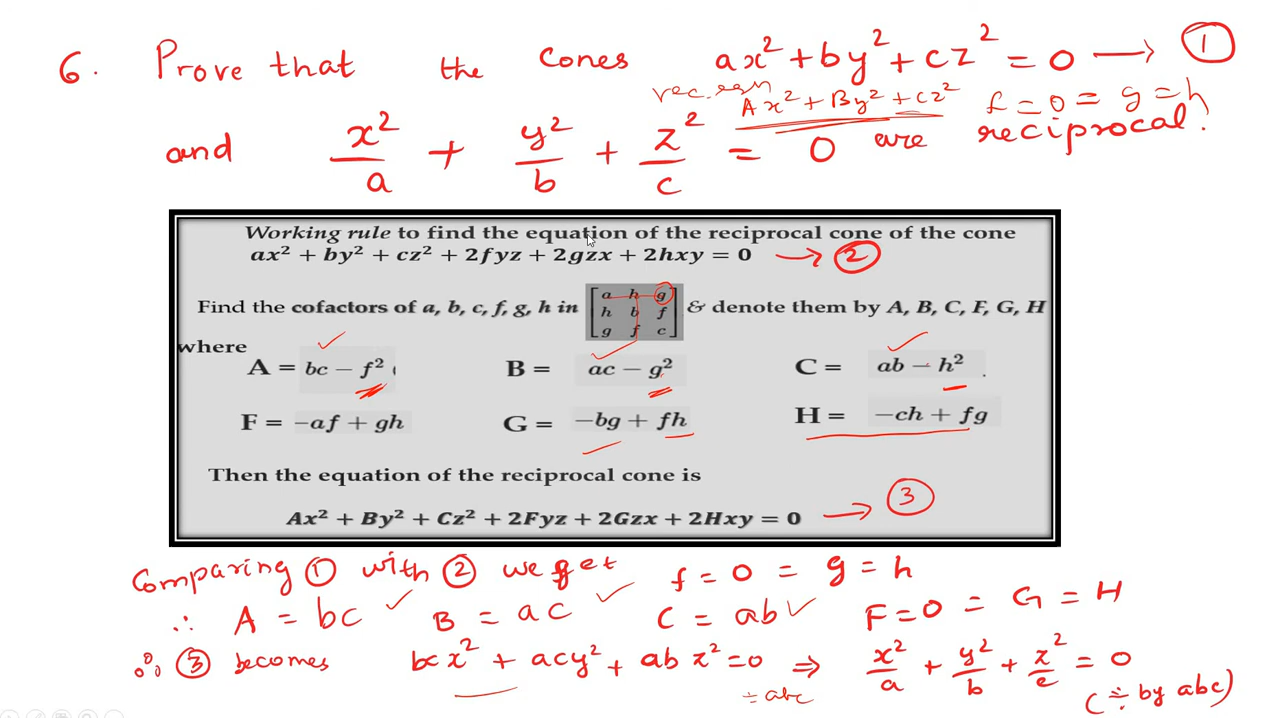 6. Prove that the cones ax² + by² + cz² = 0 → ①
rec. eqn Ax² + By² + cz² f = 0 = g = h
and x²/a + y²/b + z²/c = 0 are reciprocal.
Working rule to find the equation of the reciprocal cone of the cone
ax² + by² + cz² + 2fyz + 2gzx + 2hxy = 0 → ②
Find the cofactors of a, b, c, f, g, h in [a h g; h b f; g f c] & denote them by A, B, C, F, G, H
where
A = bc − f² ( B = ac − g² C = ab − h² .
F = −af + gh G = −bg + fh H = −ch + fg
Then the equation of the reciprocal cone is
Ax² + By² + Cz² + 2Fyz + 2Gzx + 2Hxy = 0 → ③
Comparing ① with ② we get f = 0 = g = h
∴ A = bc ✓ B = ac ✓ C = ab ✓ F = 0 = G = H
∴ ③ becomes bcx² + acy² + abz² = 0 ⇒ x²/a + y²/b + z²/c = 0
÷ abc (÷ by abc)